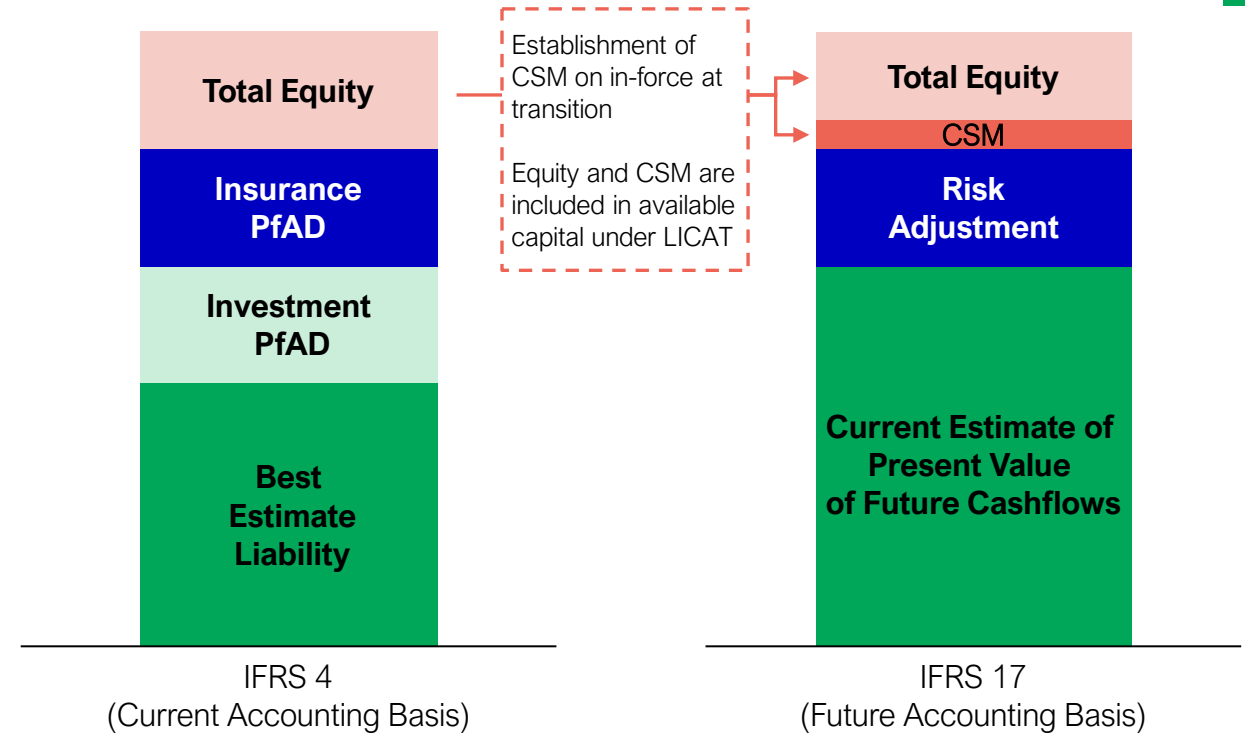 Total Equity
Insurance
PfAD
Investment
PfAD
Best
Estimate
Liability
IFRS 4
(Current Accounting Basis)
Establishment of
CSM on in-force at
transition
Equity and CSM are
included in available
capital under LICAT
Total Equity
CSM
Risk
Adjustment
Current Estimate of
Present Value
of Future Cashflows
IFRS 17
(Future Accounting Basis)